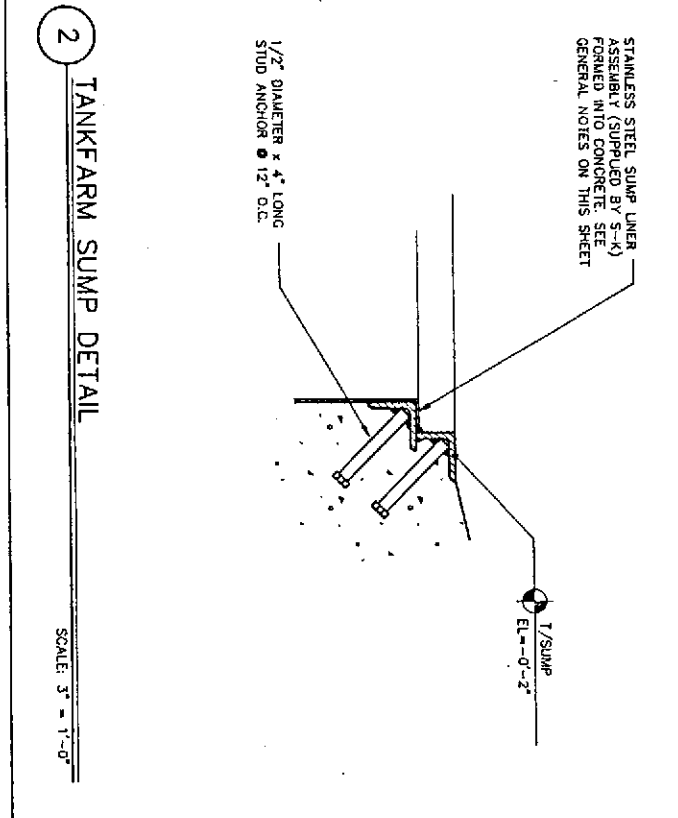 STAINLESS STEEL SUMP LINER
ASSEMBLY (SUPPLIED BY S-K)
FORMED INTO CONCRETE. SEE
GENERAL NOTES ON THIS SHEET
T/SUMP
EL=-0'-2"
1/2" DIAMETER x 4" LONG
STUD ANCHOR @ 12" O.C.
2
TANKFARM SUMP DETAIL
SCALE: 3" = 1'-0"